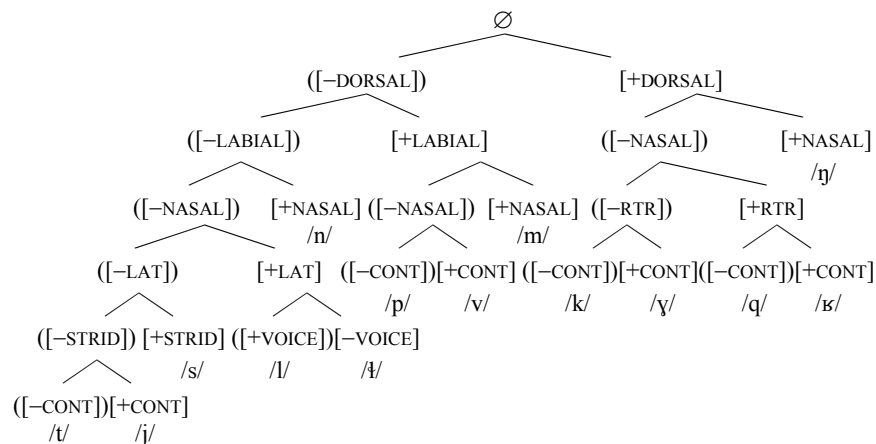 ∅
([–DORSAL]) [+DORSAL]
([–LABIAL]) [+LABIAL] ([–NASAL]) [+NASAL]
/ŋ/
([–NASAL]) [+NASAL] ([–NASAL]) [+NASAL] ([–RTR]) [+RTR]
/n/ /m/
([–LAT]) [+LAT] ([–CONT]) [+CONT] ([–CONT]) [+CONT] ([–CONT]) [+CONT]
/p/ /v/ /k/ /ɣ/ /q/ /ʁ/
([–STRID]) [+STRID] ([+VOICE]) [–VOICE]
/s/ /l/ /ɬ/
([–CONT]) [+CONT]
/t/ /j/